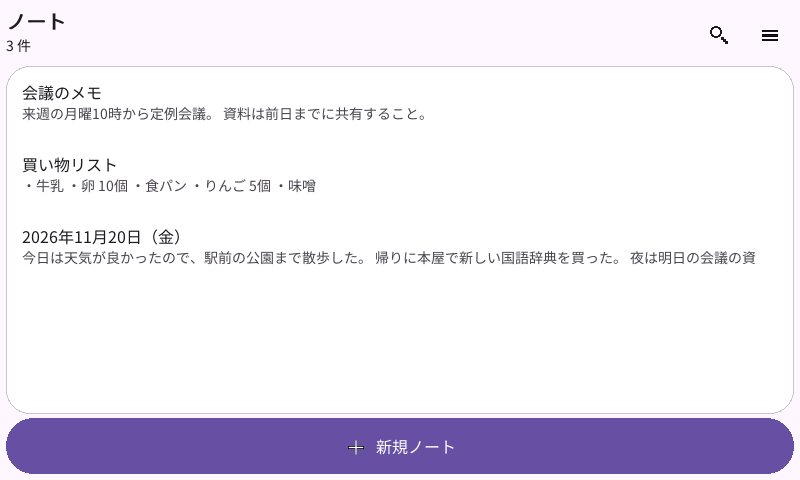 ノート
3 件
会議のメモ
来週の月曜10時から定例会議。 資料は前日までに共有すること。
買い物リスト
・牛乳 ・卵 10個 ・食パン ・りんご 5個 ・味噌
2026年11月20日（金）
今日は天気が良かったので、駅前の公園まで散歩した。 帰りに本屋で新しい国語辞典を買った。 夜は明日の会議の資
新規ノート